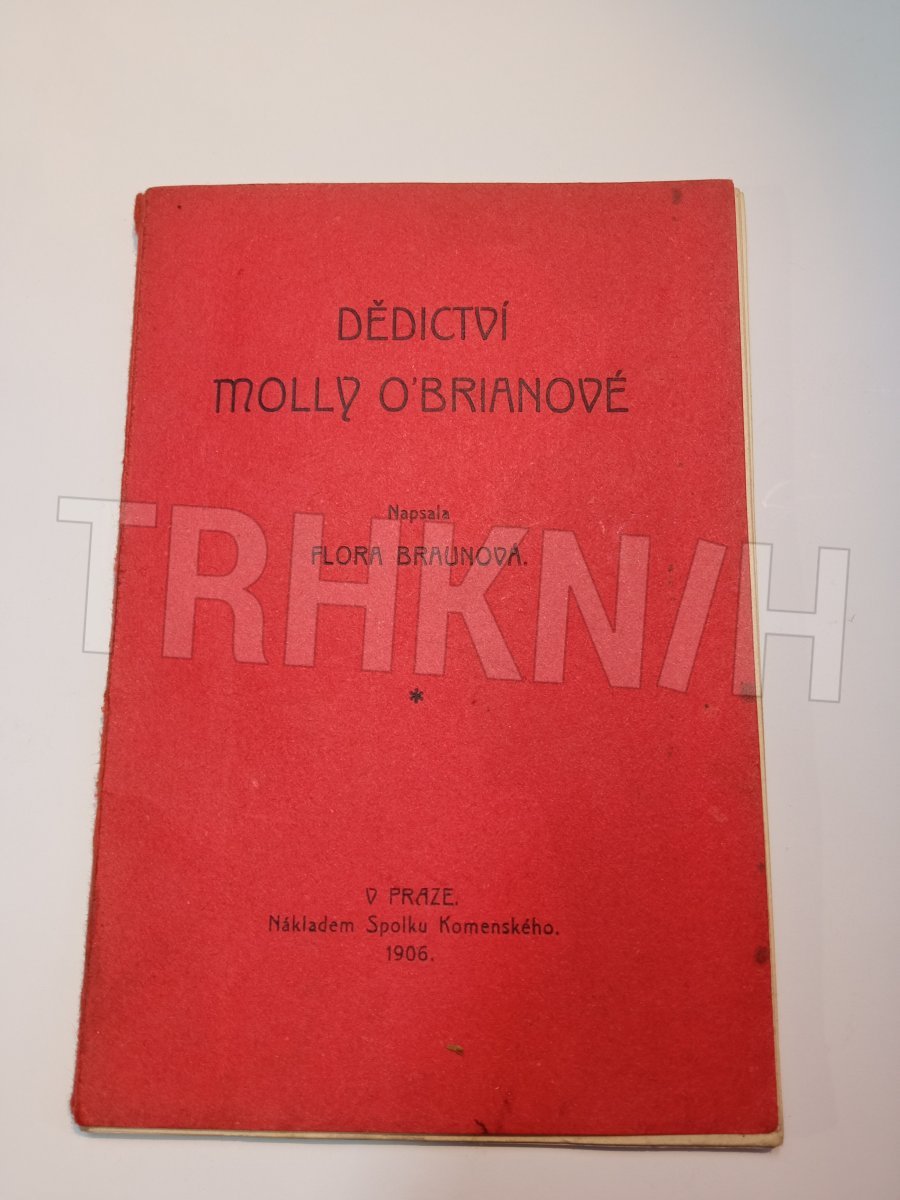 DĚDICTVÍ
MOLLY O'BRIANOVÉ
Napsala
FLORA BRAUNOVÁ.
TRHKNIH
*
V PRAZE.
Nákladem Spolku Komenského.
1906.